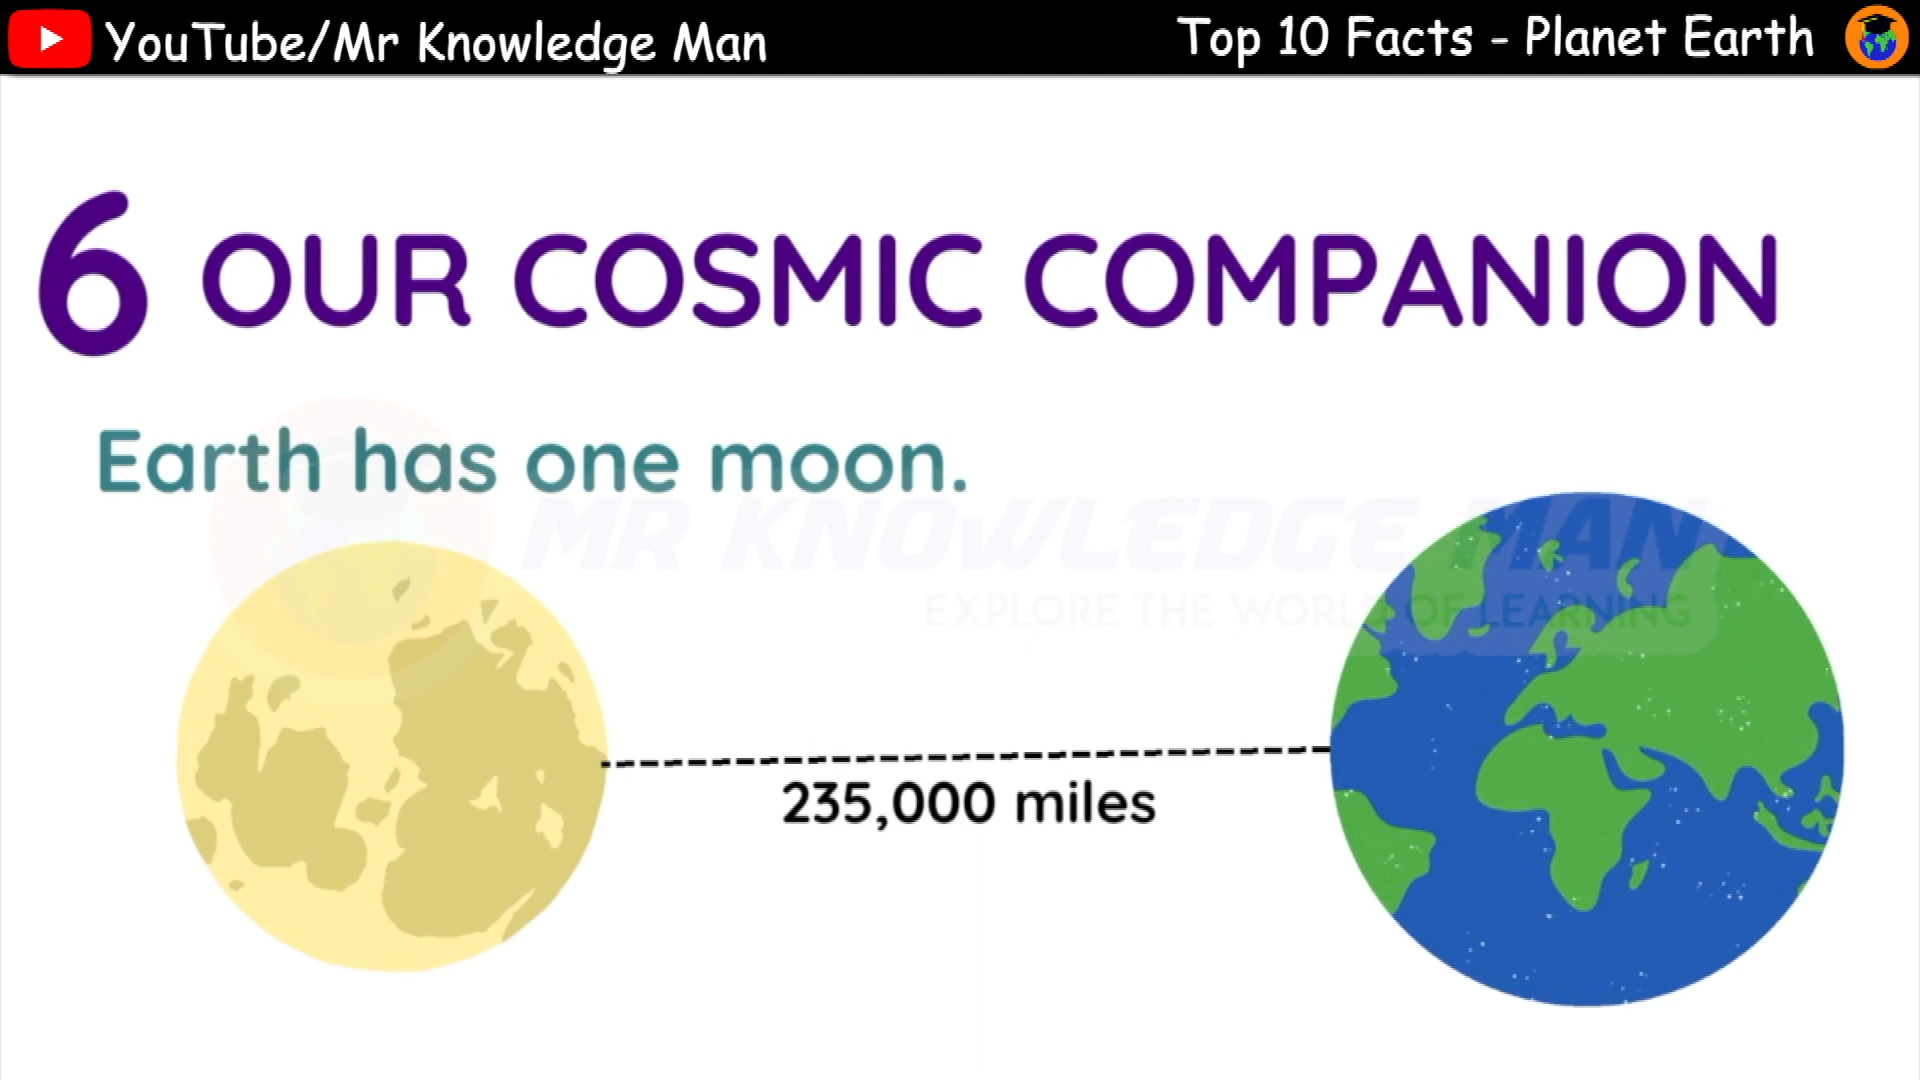 YouTube/Mr Knowledge Man
Top 10 Facts - Planet Earth
6 OUR COSMIC COMPANION
Earth has one moon.
MR KNOWLEDGE MAN
EXPLORE THE WORLD OF LEARNING
235,000 miles